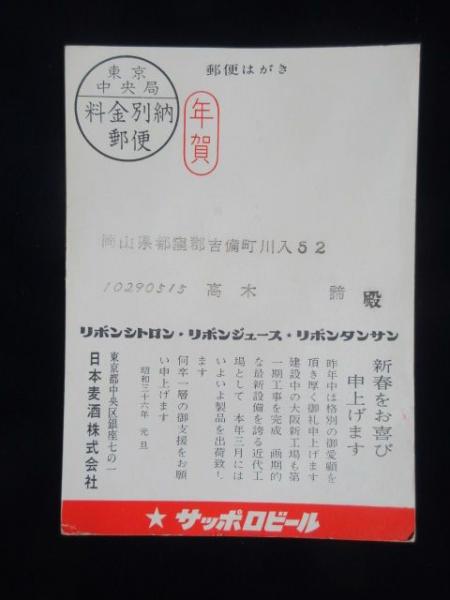 郵便はがき
東京
中央局
料金別納
郵便
年賀
岡山県都窪郡吉備町川入52
10290515 高木 諦 殿
リボンシトロン・リボンジュース・リボンタンサン
新春をお喜び
申上げます
昨年中は格別の御愛顧を
頂き厚く御礼申上げます
建設中の大阪新工場も第
一期工事を完成 画期的
な最新設備を誇る近代工
場として 本年三月には
いよいよ製品を出荷致し
ます
何卒一層の御支援をお願
い申上げます
昭和三十六年 元旦
東京都中央区銀座七の一
日本麦酒株式会社
★ サッポロビール